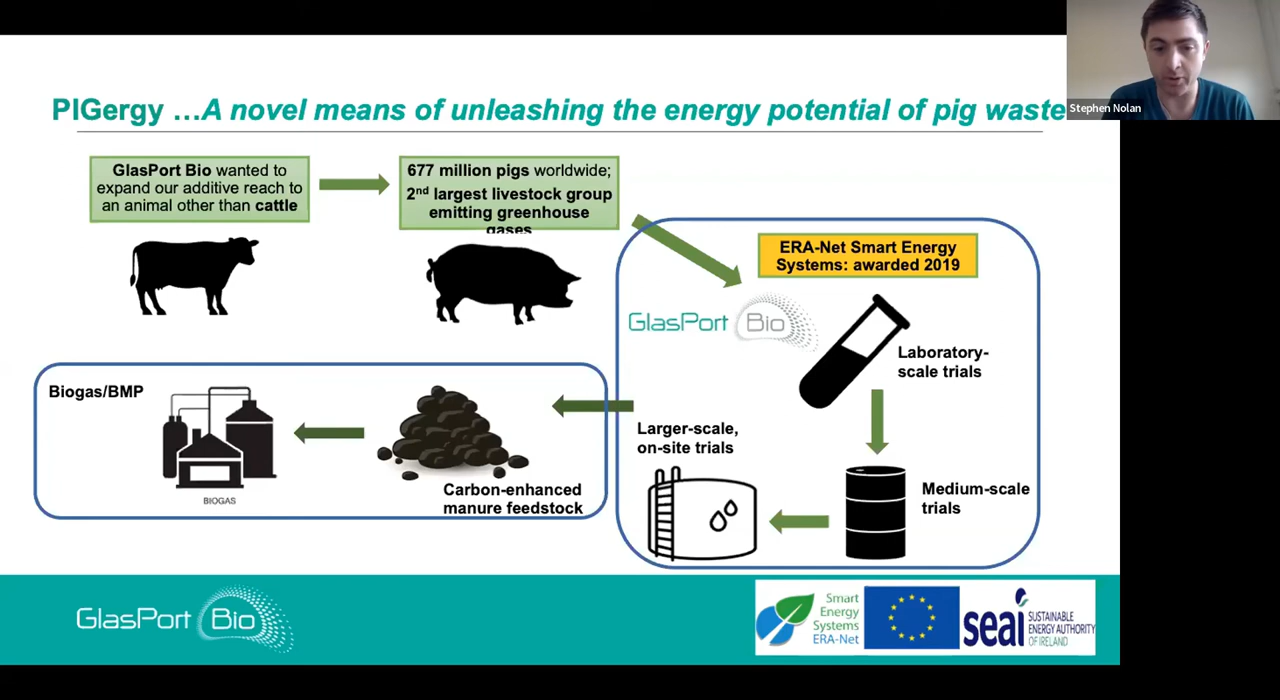 Stephen Nolan
PIGergy …A novel means of unleashing the energy potential of pig waste
GlasPort Bio wanted to
expand our additive reach to
an animal other than cattle
677 million pigs worldwide;
2nd largest livestock group
emitting greenhouse
gases
ERA-Net Smart Energy
Systems: awarded 2019
GlasPort Bio
Laboratory-
scale trials
Medium-scale
trials
Larger-scale,
on-site trials
Carbon-enhanced
manure feedstock
Biogas/BMP
BIOGAS
GlasPort Bio
Smart
Energy
Systems
ERA-Net
seai
SUSTAINABLE
ENERGY AUTHORITY
OF IRELAND